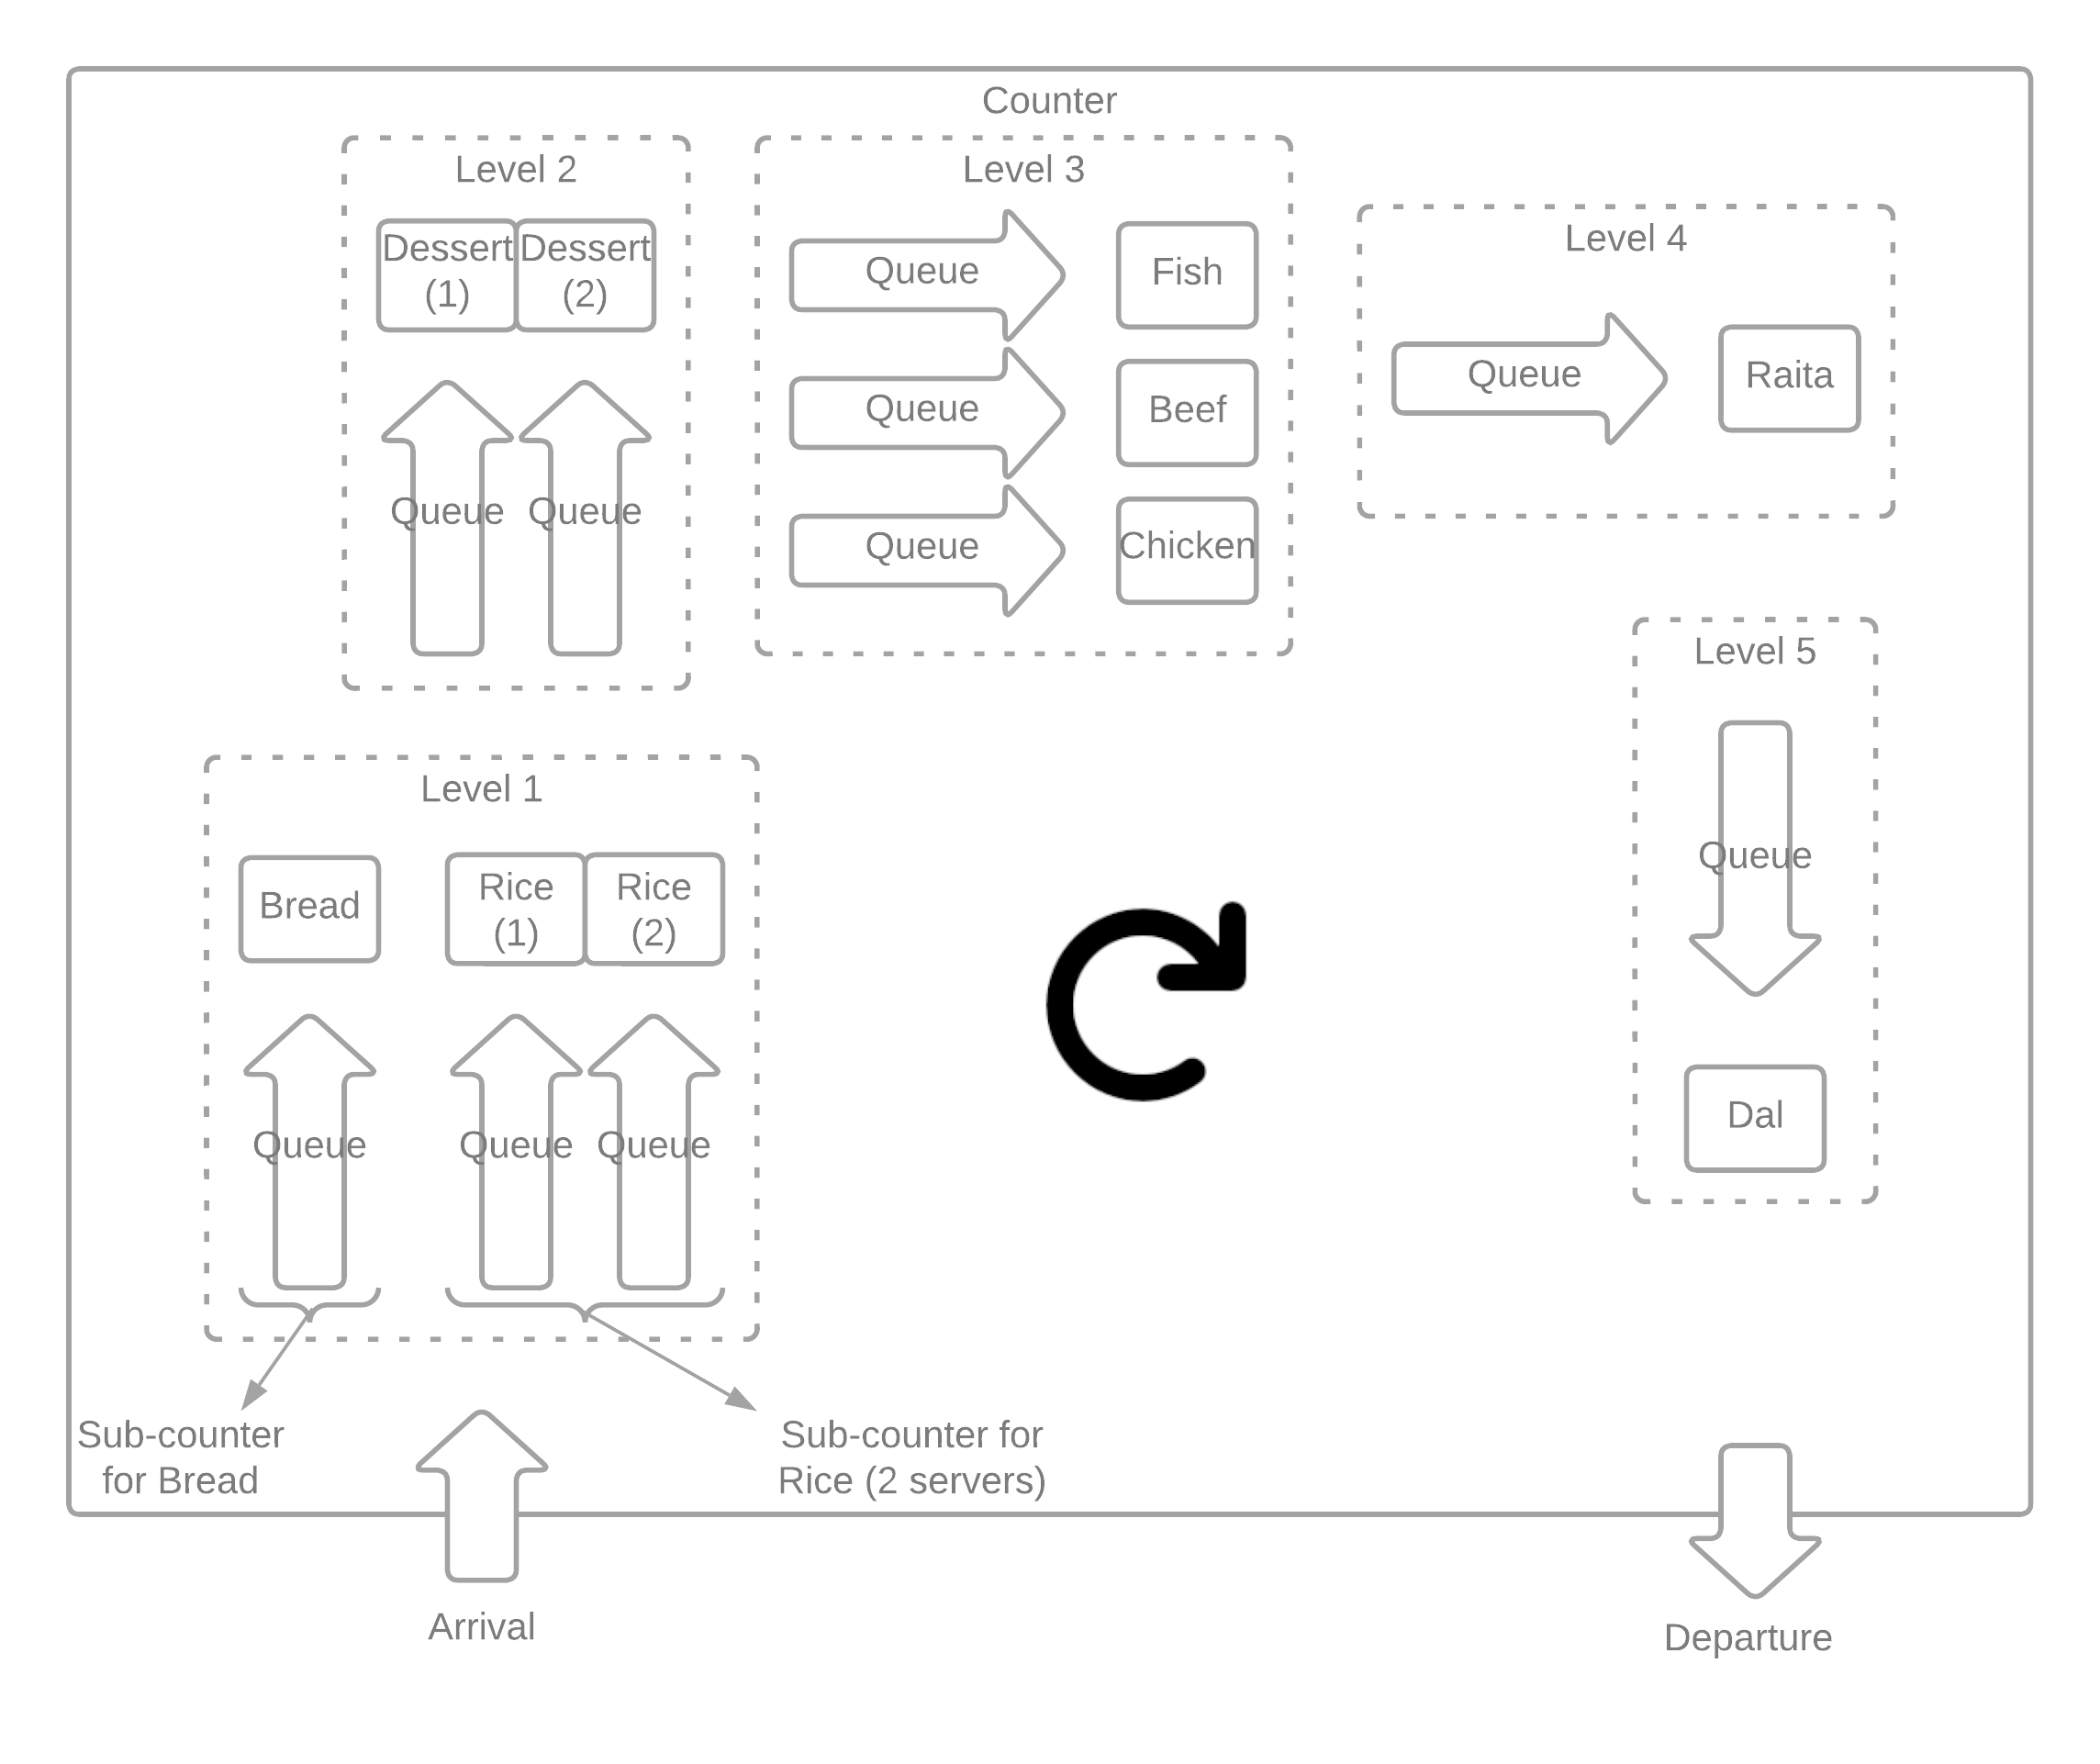 Counter
Level 2
Dessert
(1)
Dessert
(2)
Queue
Queue
Level 3
Queue
Fish
Queue
Beef
Queue
Chicken
Level 4
Queue
Raita
Level 5
Queue
Dal
Level 1
Bread
Rice
(1)
Rice
(2)
Queue
Queue
Queue
Sub-counter
for Bread
Sub-counter for
Rice (2 servers)
Arrival
Departure